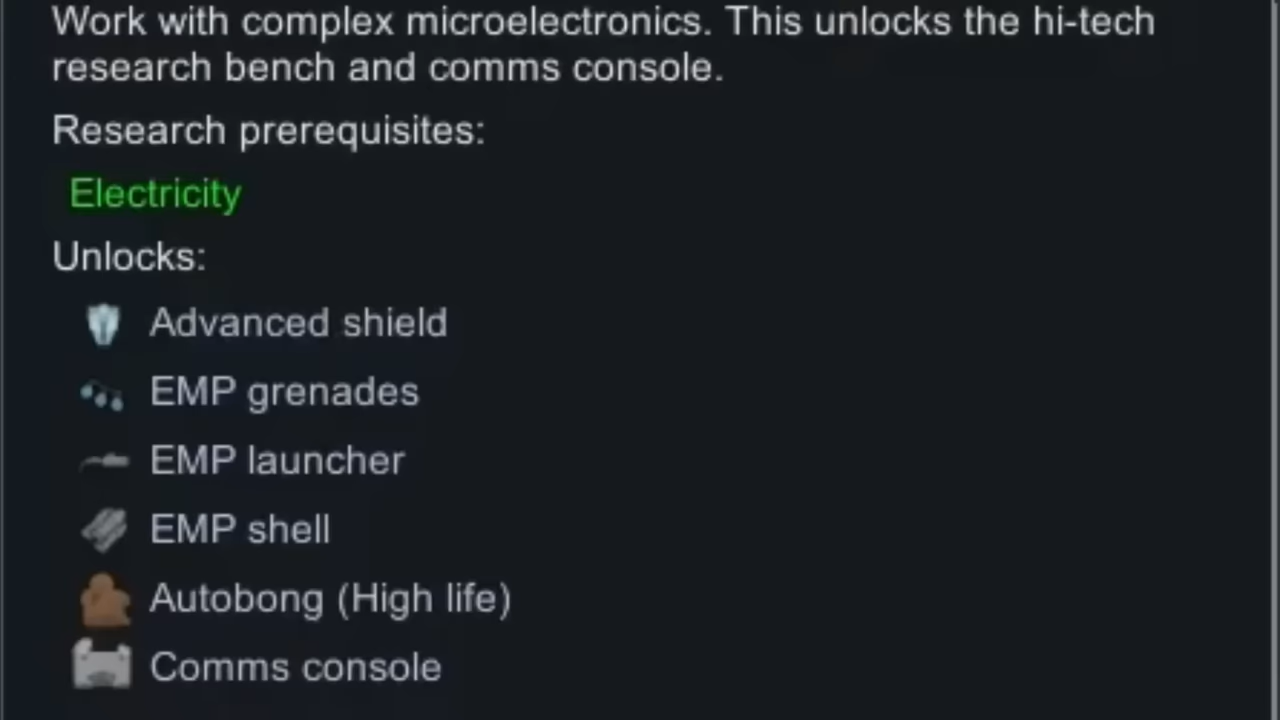 Work with complex microelectronics. This unlocks the hi-tech
research bench and comms console.
Research prerequisites:
Electricity
Unlocks:
Advanced shield
EMP grenades
EMP launcher
EMP shell
Autobong (High life)
Comms console